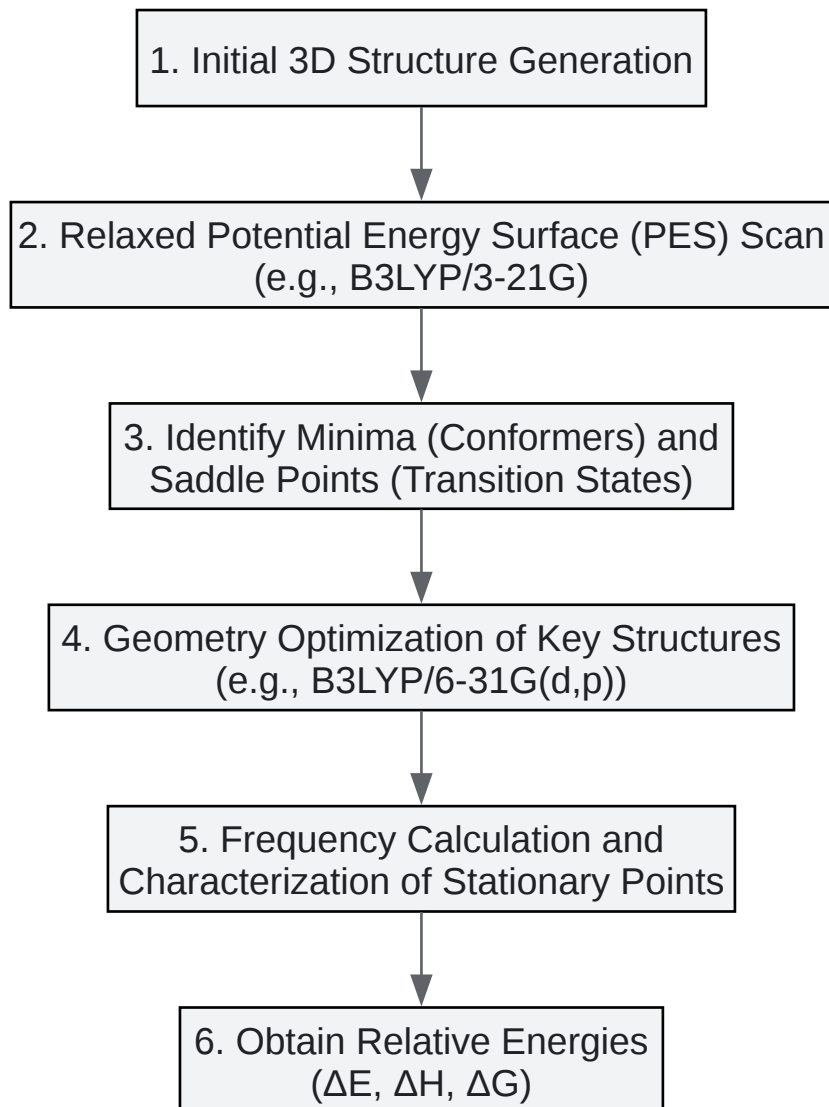 1. Initial 3D Structure Generation
2. Relaxed Potential Energy Surface (PES) Scan
(e.g., B3LYP/3-21G)
3. Identify Minima (Conformers) and
Saddle Points (Transition States)
4. Geometry Optimization of Key Structures
(e.g., B3LYP/6-31G(d,p))
5. Frequency Calculation and
Characterization of Stationary Points
6. Obtain Relative Energies
(ΔE, ΔH, ΔG)